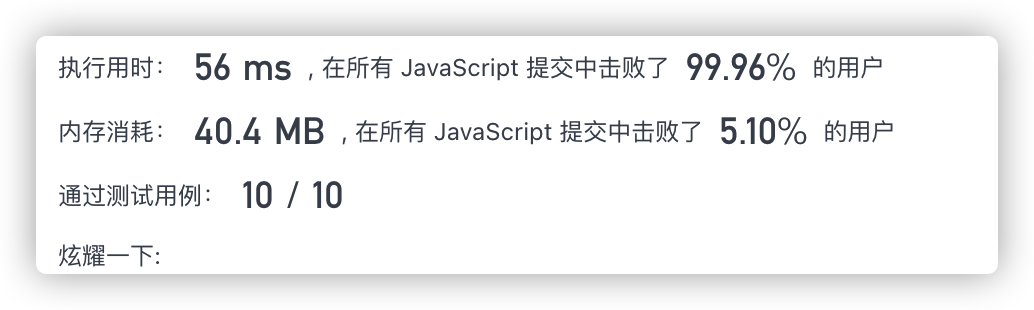 执行用时： 56 ms , 在所有 JavaScript 提交中击败了 99.96% 的用户
内存消耗： 40.4 MB , 在所有 JavaScript 提交中击败了 5.10% 的用户
通过测试用例： 10 / 10
炫耀一下: